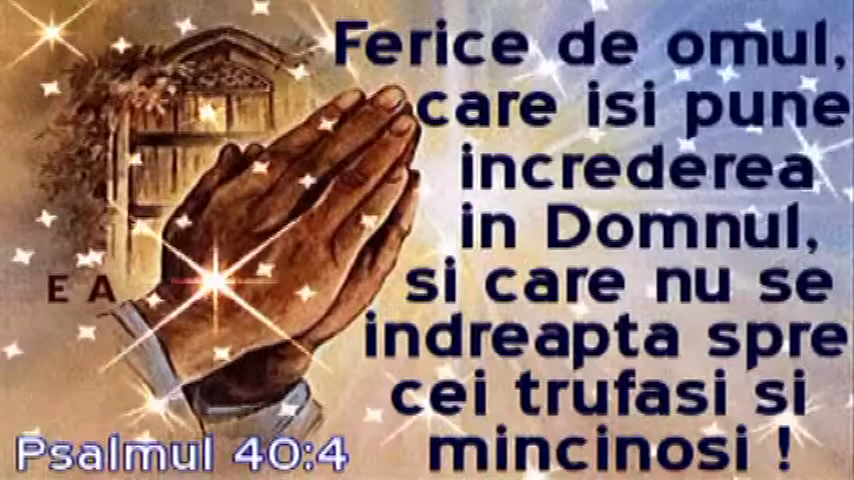 Ferice de omul,
care isi pune
increderea
in Domnul,
si care nu se
indreapta spre
cei trufasi si
mincinosi !
E A
Psalmul 40:4